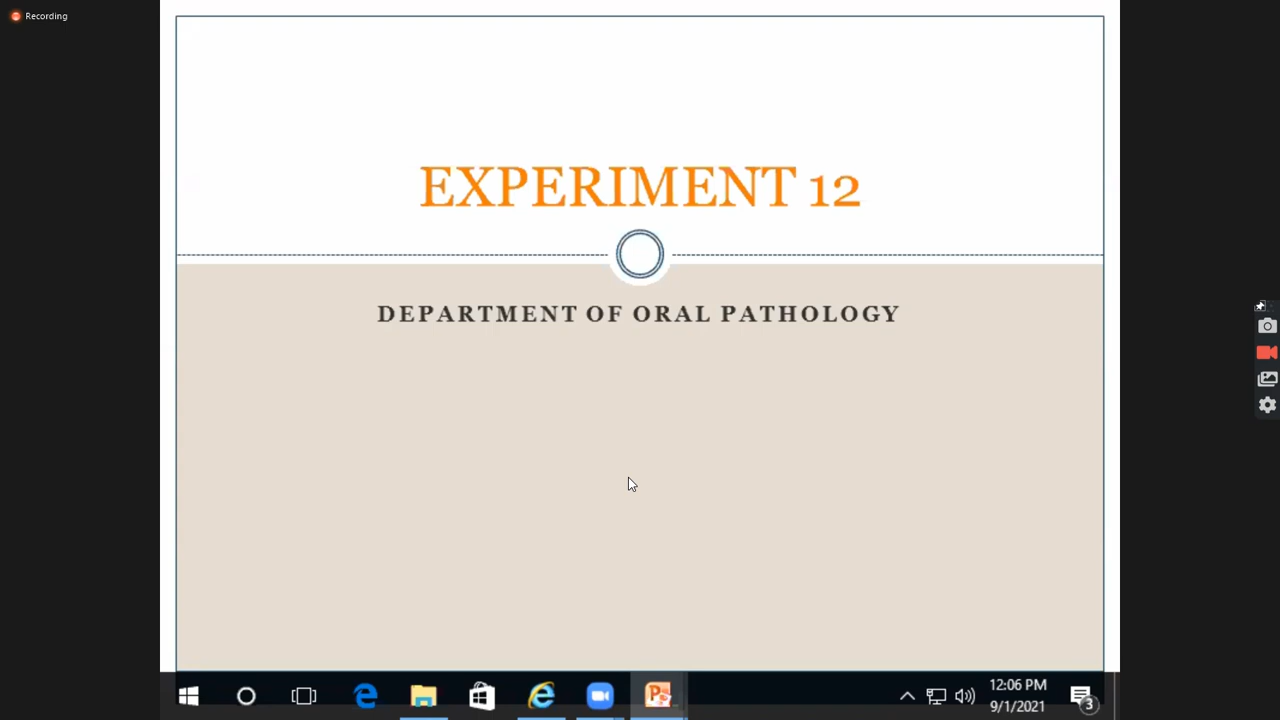 Recording
EXPERIMENT 12
DEPARTMENT OF ORAL PATHOLOGY
12:06 PM
9/1/2021
3